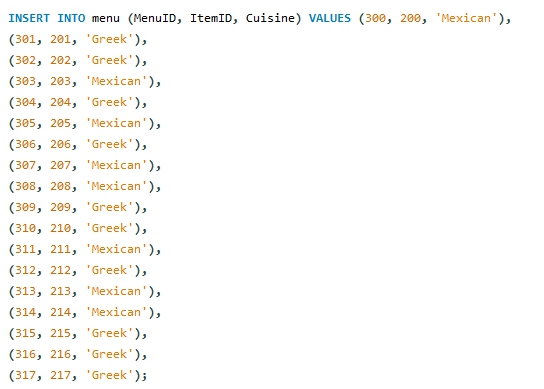 INSERT INTO menu (MenuID, ItemID, Cuisine) VALUES (300, 200, 'Mexican'),
(301, 201, 'Greek'),
(302, 202, 'Greek'),
(303, 203, 'Mexican'),
(304, 204, 'Greek'),
(305, 205, 'Mexican'),
(306, 206, 'Greek'),
(307, 207, 'Mexican'),
(308, 208, 'Mexican'),
(309, 209, 'Greek'),
(310, 210, 'Greek'),
(311, 211, 'Mexican'),
(312, 212, 'Greek'),
(313, 213, 'Mexican'),
(314, 214, 'Mexican'),
(315, 215, 'Greek'),
(316, 216, 'Greek'),
(317, 217, 'Greek');